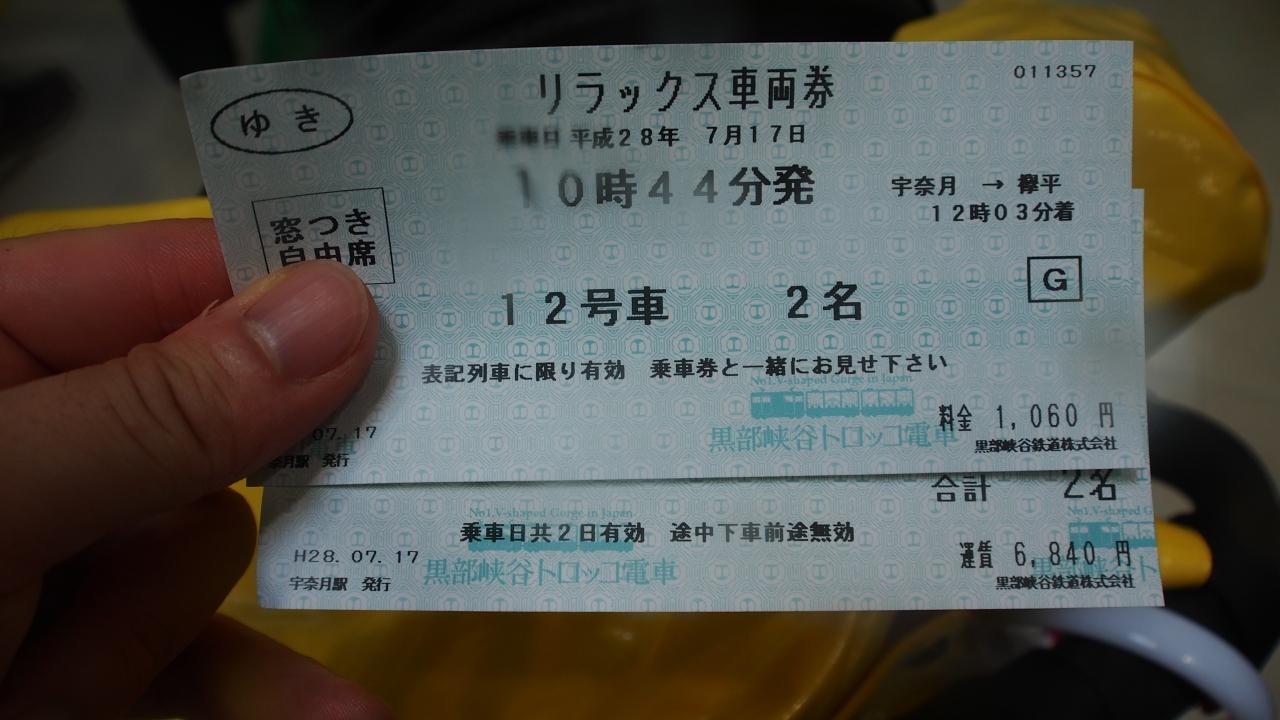 リラックス車両券
011357
ゆき
乗車日 平成28年 7月17日
10時44分発
宇奈月 → 欅平
12時03分着
窓つき
自由席
G
12号車 2名
表記列車に限り有効 乗車券と一緒にお見せ下さい
No1.V-shaped Gorge in Japan
黒部峡谷トロッコ電車
料金 1,060 円
黒部峡谷鉄道株式会社
07.17
奈月駅 発行
合計 2名
No1.V-shaped Gorge in Japan
No1.V-shaped G
乗車日共2日有効 途中下車前途無効
H28.07.17
黒部峡谷トロッコ電車
運賃 6,840 円
宇奈月駅 発行
黒部峡谷鉄道株式会社